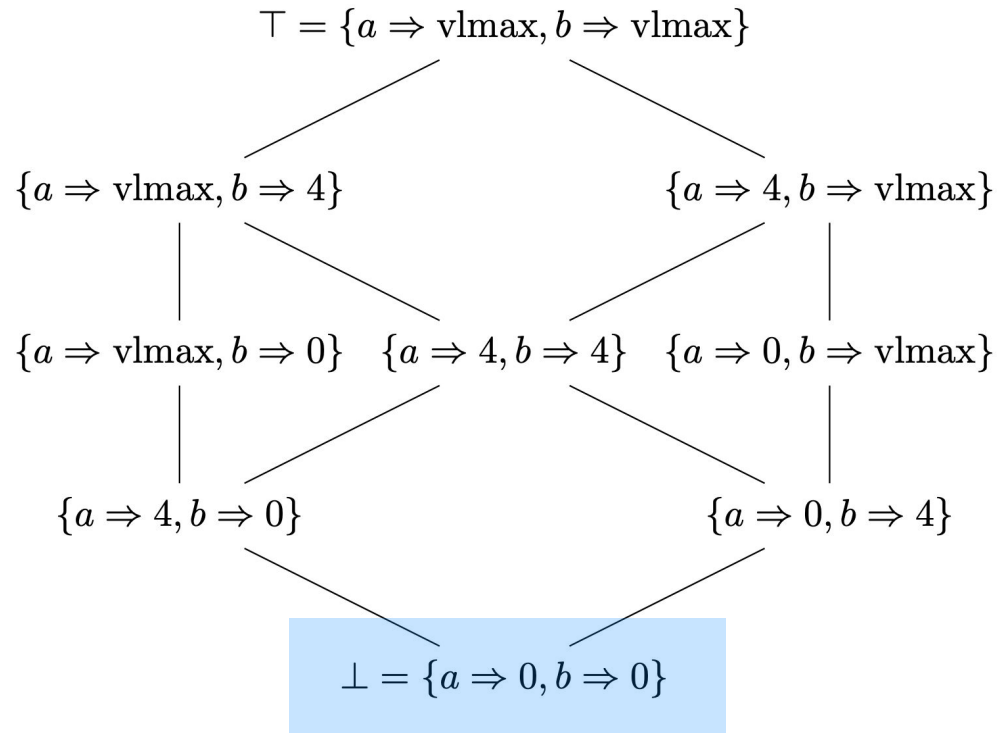 ⊤ = {a ⇒ vlmax, b ⇒ vlmax}
{a ⇒ vlmax, b ⇒ 4} {a ⇒ 4, b ⇒ vlmax}
{a ⇒ vlmax, b ⇒ 0} {a ⇒ 4, b ⇒ 4} {a ⇒ 0, b ⇒ vlmax}
{a ⇒ 4, b ⇒ 0} {a ⇒ 0, b ⇒ 4}
⊥ = {a ⇒ 0, b ⇒ 0}